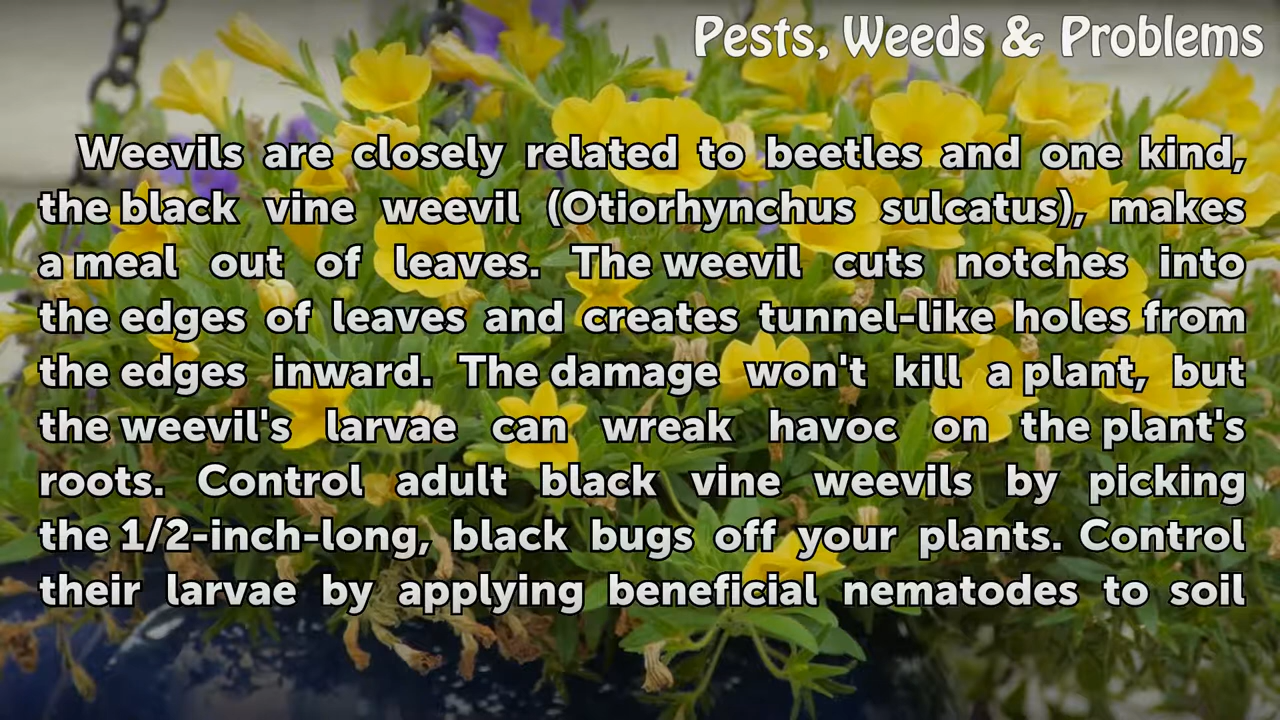 Pests, Weeds & Problems
Weevils are closely related to beetles and one kind,
the black vine weevil (Otiorhynchus sulcatus), makes
a meal out of leaves. The weevil cuts notches into
the edges of leaves and creates tunnel-like holes from
the edges inward. The damage won't kill a plant, but
the weevil's larvae can wreak havoc on the plant's
roots. Control adult black vine weevils by picking
the 1/2-inch-long, black bugs off your plants. Control
their larvae by applying beneficial nematodes to soil